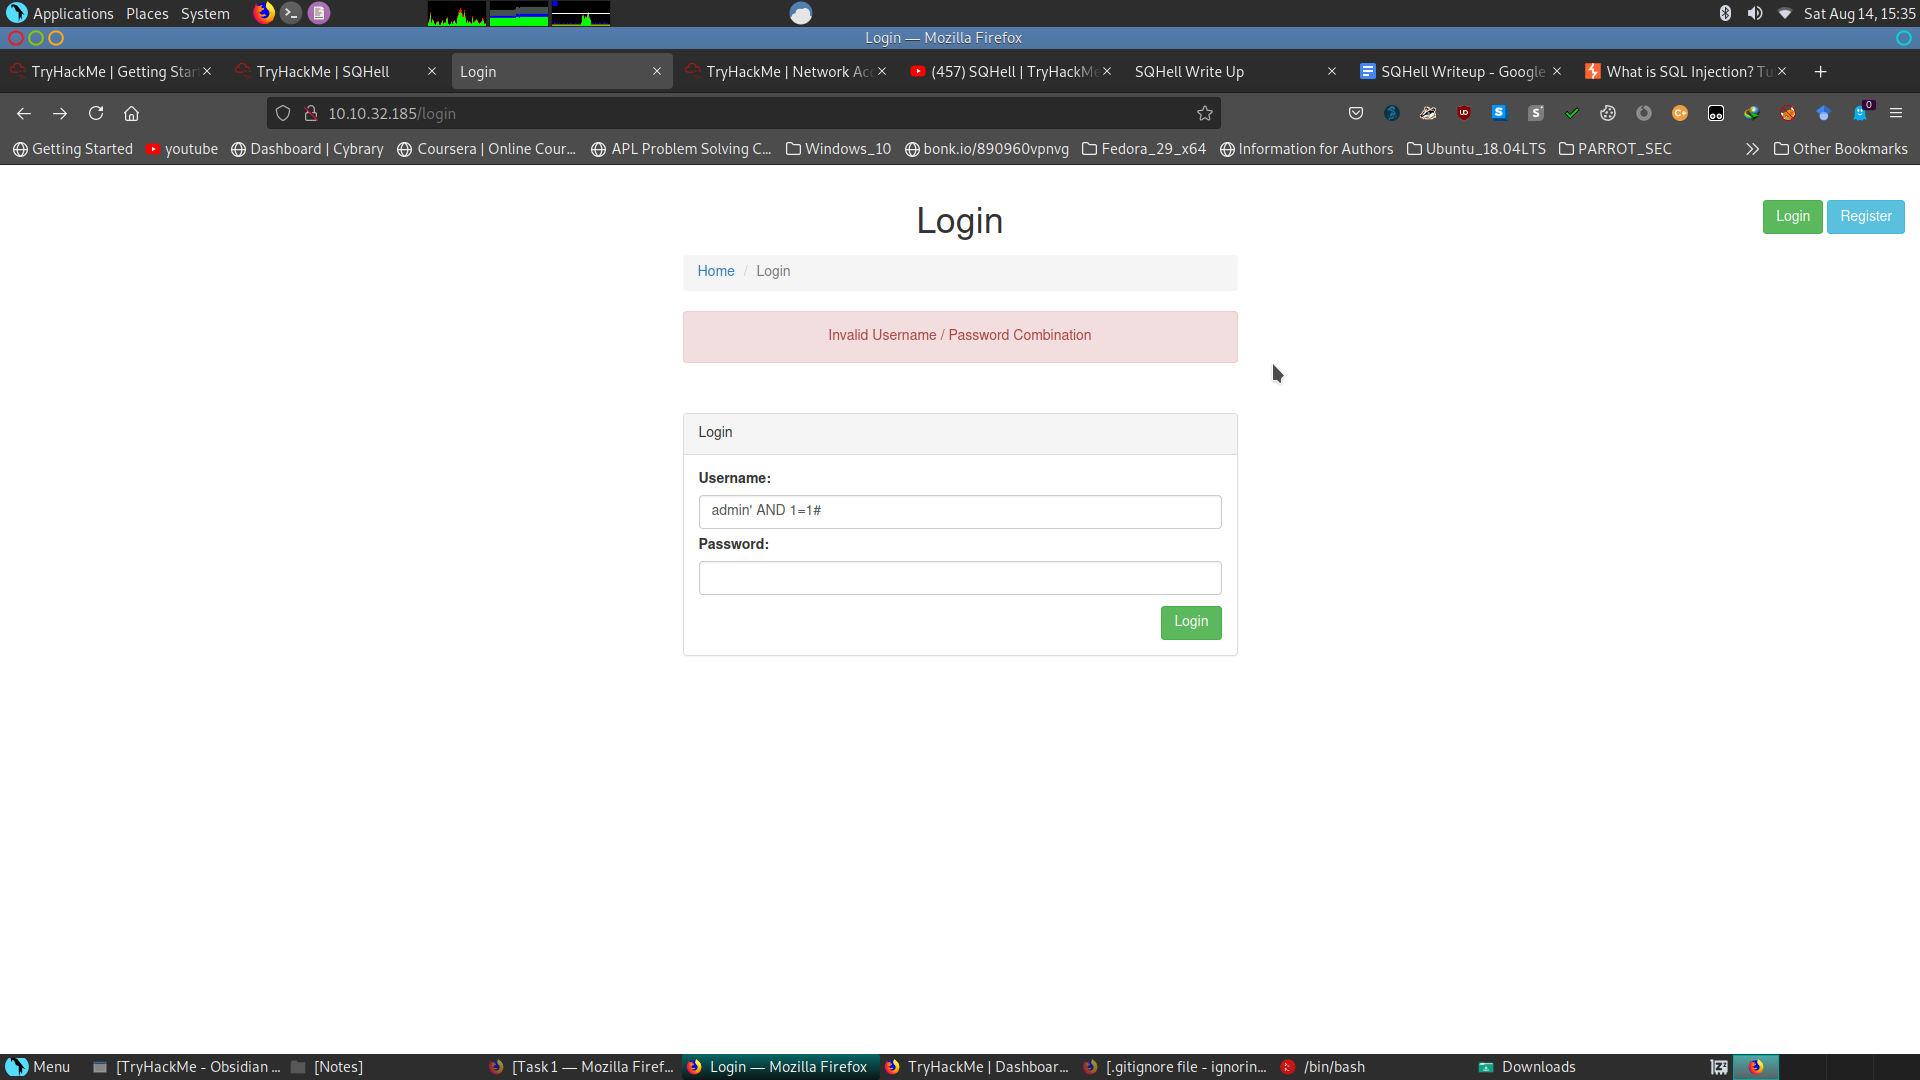 Applications Places System Sat Aug 14, 15:35
Login — Mozilla Firefox
TryHackMe | Getting Star TryHackMe | SQHell Login TryHackMe | Network Acc (457) SQHell | TryHackMe SQHell Write Up SQHell Writeup - Google What is SQL Injection? Tu
10.10.32.185/login 0
Getting Started youtube Dashboard | Cybrary Coursera | Online Cour... APL Problem Solving C... Windows_10 bonk.io/890960vpnvg Fedora_29_x64 Information for Authors Ubuntu_18.04LTS PARROT_SEC Other Bookmarks
Login
Login Register
Home / Login
Invalid Username / Password Combination
Login
Username:
admin' AND 1=1#
Password:
Login
Menu [TryHackMe - Obsidian ... [Notes] [Task 1 — Mozilla Firef... Login — Mozilla Firefox TryHackMe | Dashboar... [.gitignore file - ignorin... /bin/bash Downloads